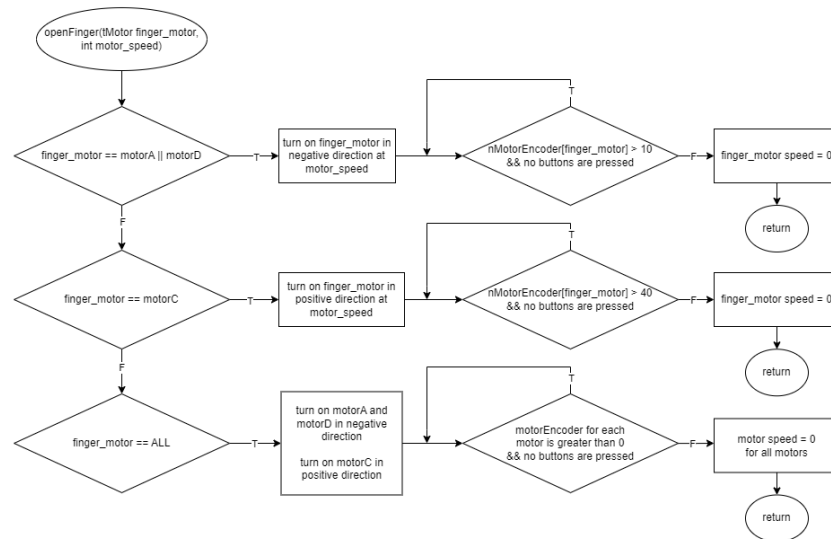 openFinger(tMotor finger_motor,
int motor_speed)
finger_motor == motorA || motorD
T
turn on finger_motor in
negative direction at
motor_speed
T
nMotorEncoder[finger_motor] > 10
&& no buttons are pressed
F
finger_motor speed = 0
return
F
finger_motor == motorC
T
turn on finger_motor in
positive direction at
motor_speed
T
nMotorEncoder[finger_motor] > 40
&& no buttons are pressed
F
finger_motor speed = 0
return
F
finger_motor == ALL
T
turn on motorA and
motorD in negative
direction
turn on motorC in
positive direction
T
motorEncoder for each
motor is greater than 0
&& no buttons are pressed
F
motor speed = 0
for all motors
return